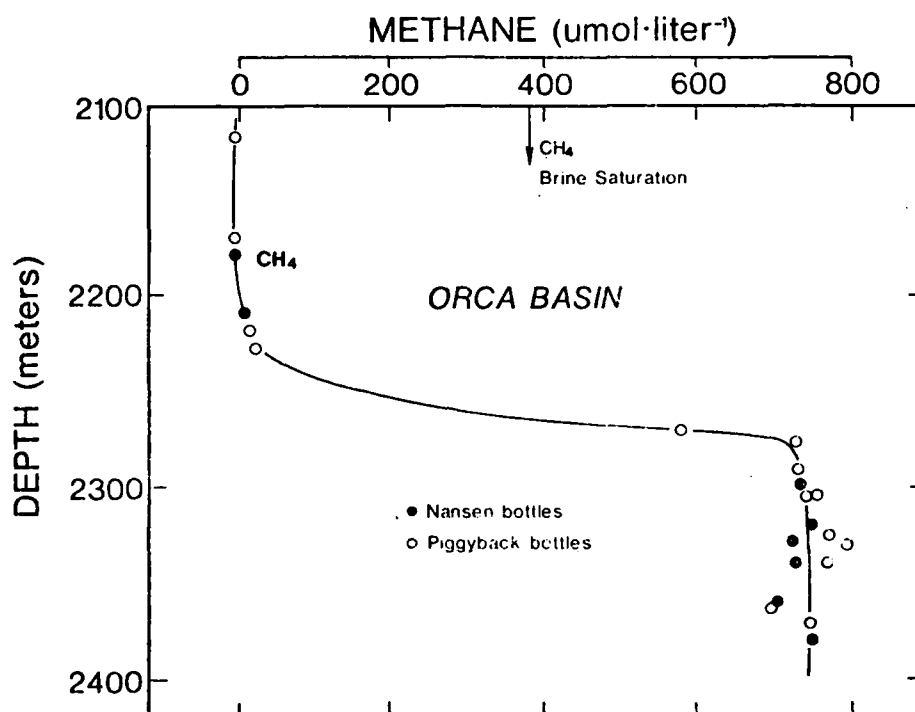 METHANE (umol·liter⁻¹)
0 200 400 600 800
2100
CH₄
Brine Saturation
CH₄
2200
ORCA BASIN
DEPTH (meters)
2300
● Nansen bottles
○ Piggyback bottles
2400